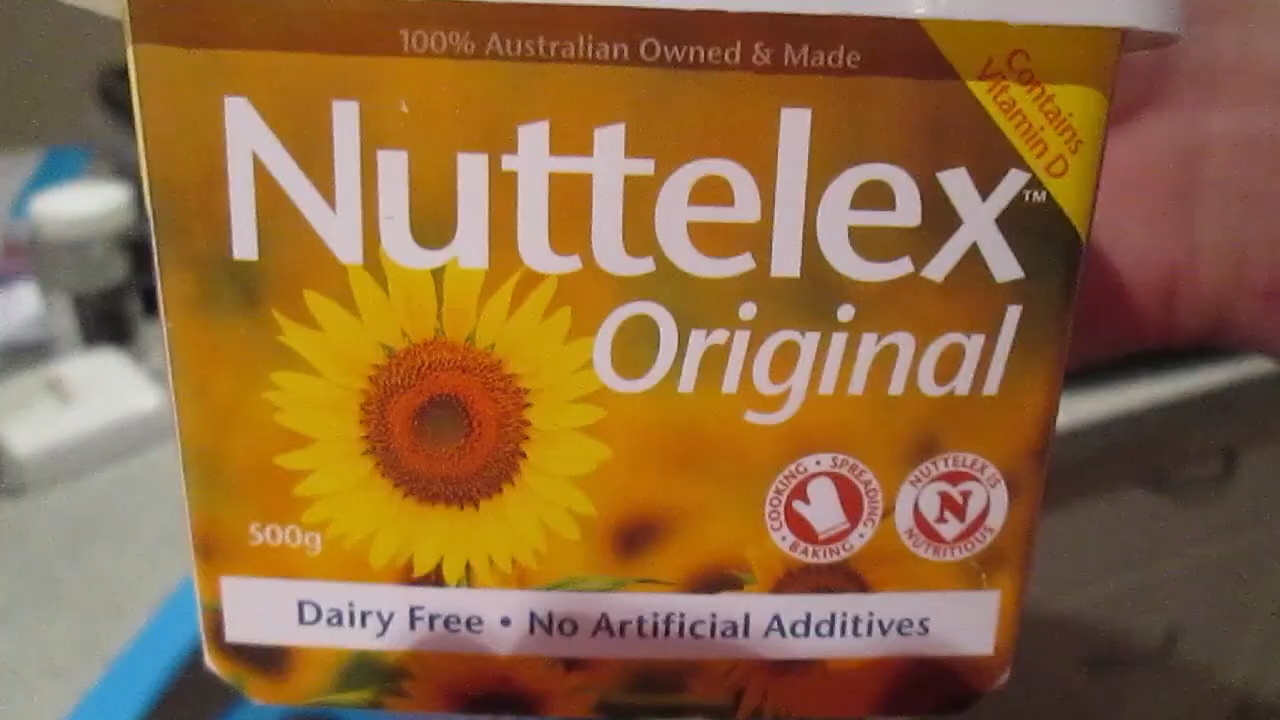 100% Australian Owned & Made
Contains
Vitamin D
Nuttelex™
Original
COOKING • SPREADING • BAKING •
NUTTELEX IS
N
NUTRITIOUS
500g
Dairy Free • No Artificial Additives